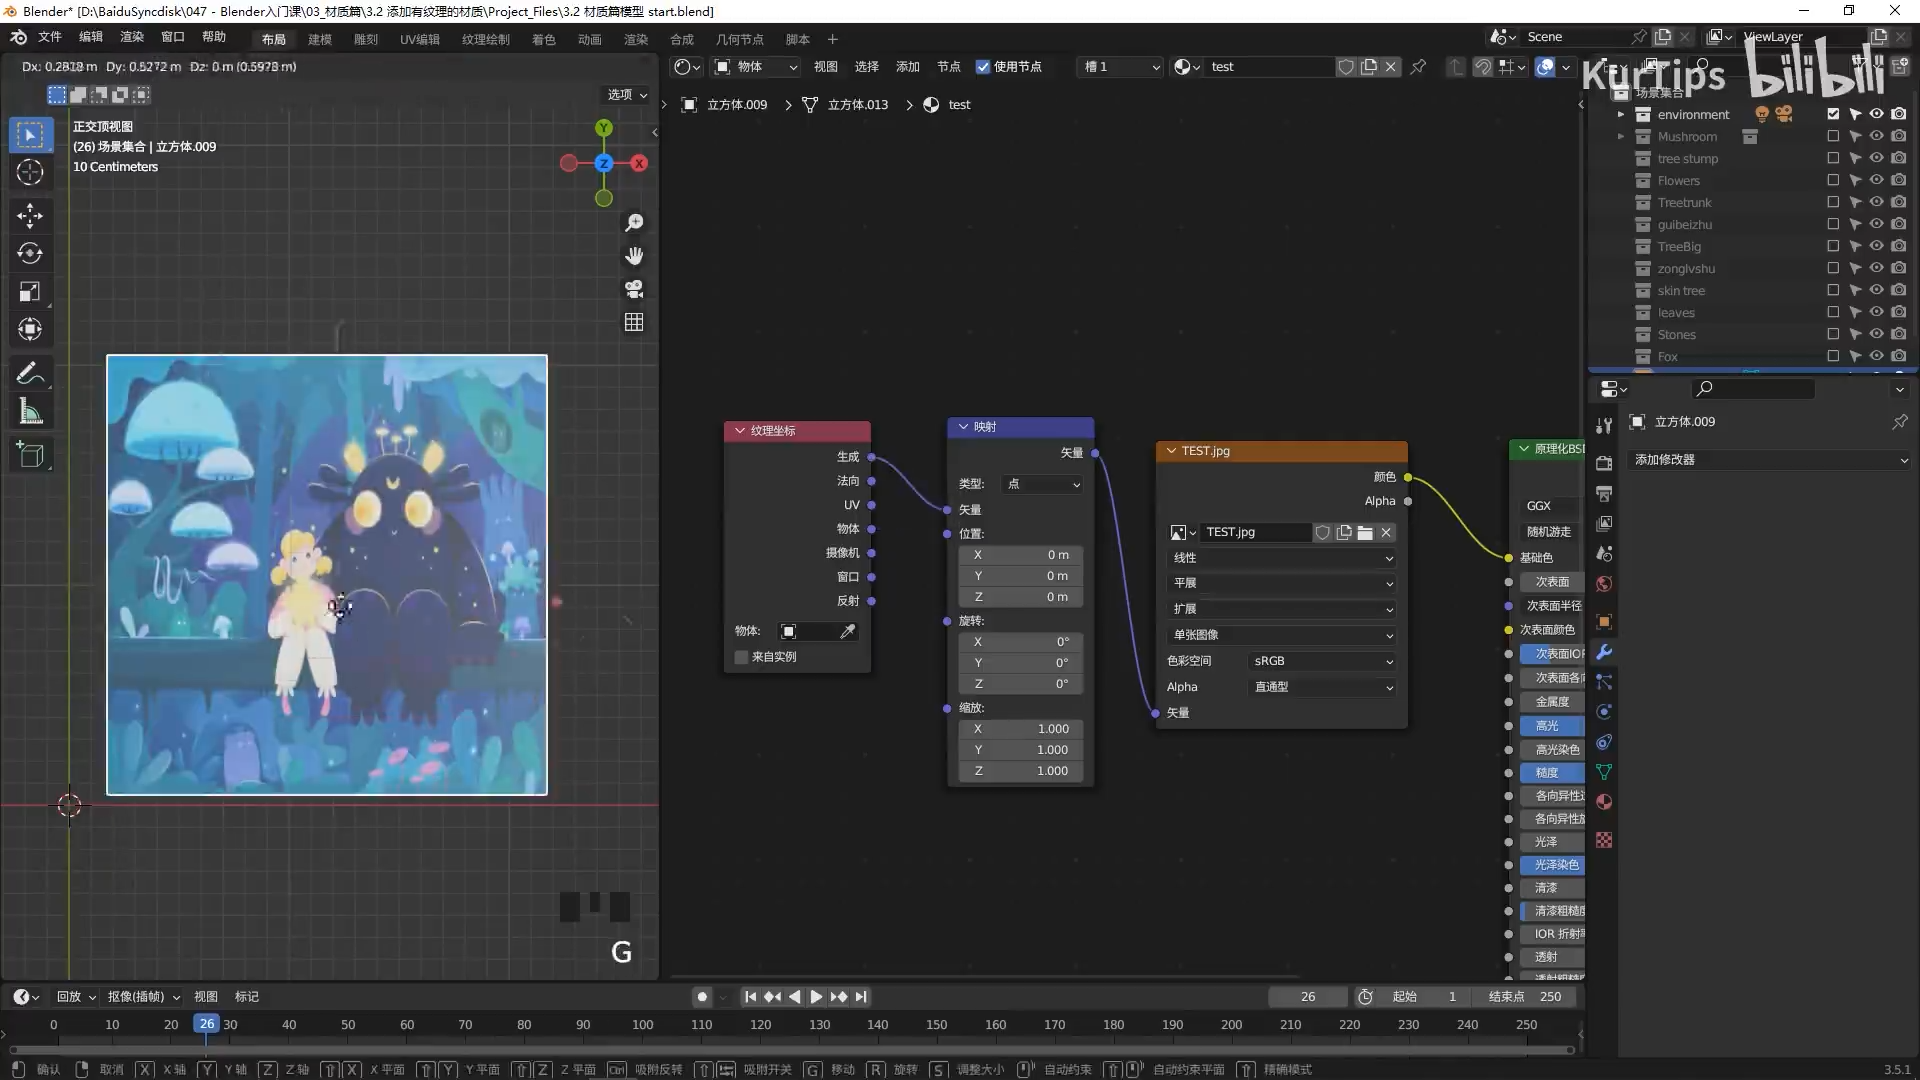 Blender* [D:\BaiduSyncdisk\047 - Blender入门课\03_材质篇\3.2 添加有纹理的材质\Project_Files\3.2 材质篇模型 start.blend]
文件 编辑 渲染 窗口 帮助 布局 建模 雕刻 UV编辑 纹理绘制 着色 动画 渲染 合成 几何节点 脚本 + Scene ViewLayer
Dx: 0.2818 m Dy: 0.5272 m Dz: 0 m (0.5978 m)
物体 视图 选择 添加 节点 使用节点 槽 1 test
KurTips bilibili
选项
立方体.009 > 立方体.013 > test
正交顶视图
(26) 场景集合 | 立方体.009
10 Centimeters
Y
X
Z
场景集合
environment
Mushroom
tree stump
Flowers
Treetrunk
guibeizhu
TreeBig
zonglvshu
skin tree
leaves
Stones
Fox
立方体.009
添加修改器
纹理坐标
生成
法向
UV
物体
摄像机
窗口
反射
物体:
来自实例
映射
矢量
类型: 点
矢量
位置:
X 0 m
Y 0 m
Z 0 m
旋转:
X 0°
Y 0°
Z 0°
缩放:
X 1.000
Y 1.000
Z 1.000
TEST.jpg
颜色
Alpha
TEST.jpg
线性
平展
扩展
单张图像
色彩空间 sRGB
Alpha 直通型
矢量
原理化BSD
GGX
随机游走
基础色
次表面
次表面半径
次表面颜色
次表面IOR
次表面各向
金属度
高光
高光染色
糙度
各向异性过
各向异性旋
光泽
光泽染色
清漆
清漆粗糙度
IOR 折射率
透射
G
回放 抠像(插帧) 视图 标记 26 起始 1 结束点 250
0 10 20 26 30 40 50 60 70 80 90 100 110 120 130 140 150 160 170 180 190 200 210 220 230 240 250
确认 取消 X X 轴 Y Y 轴 Z Z 轴 X X 平面 Y Y 平面 Z Z 平面 Ctrl 吸附反转 吸附开关 G 移动 R 旋转 S 调整大小 自动约束 自动约束平面 精确模式 3.5.1